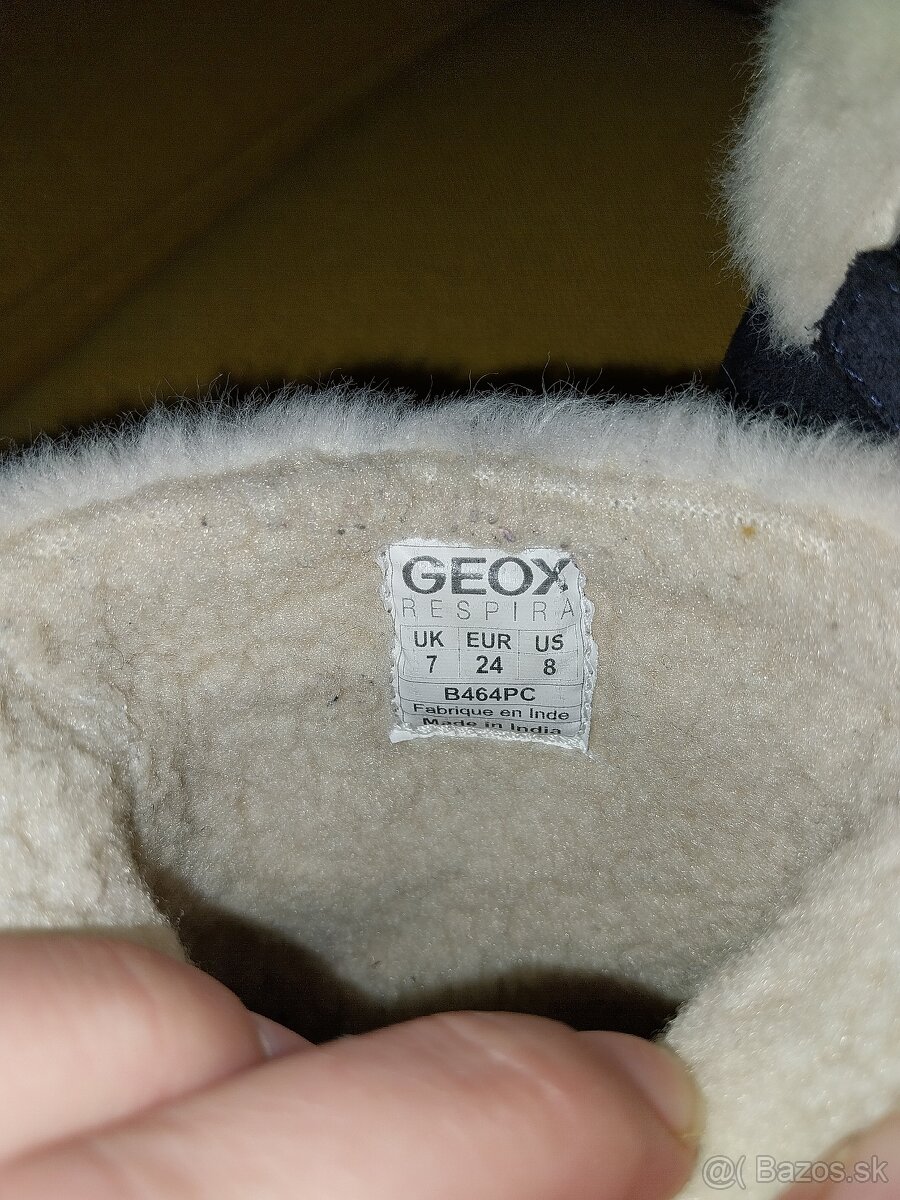 GEOX
RESPIRA
UK EUR US
7 24 8
B464PC
Fabrique en Inde
Made in India
@( Bazos.sk